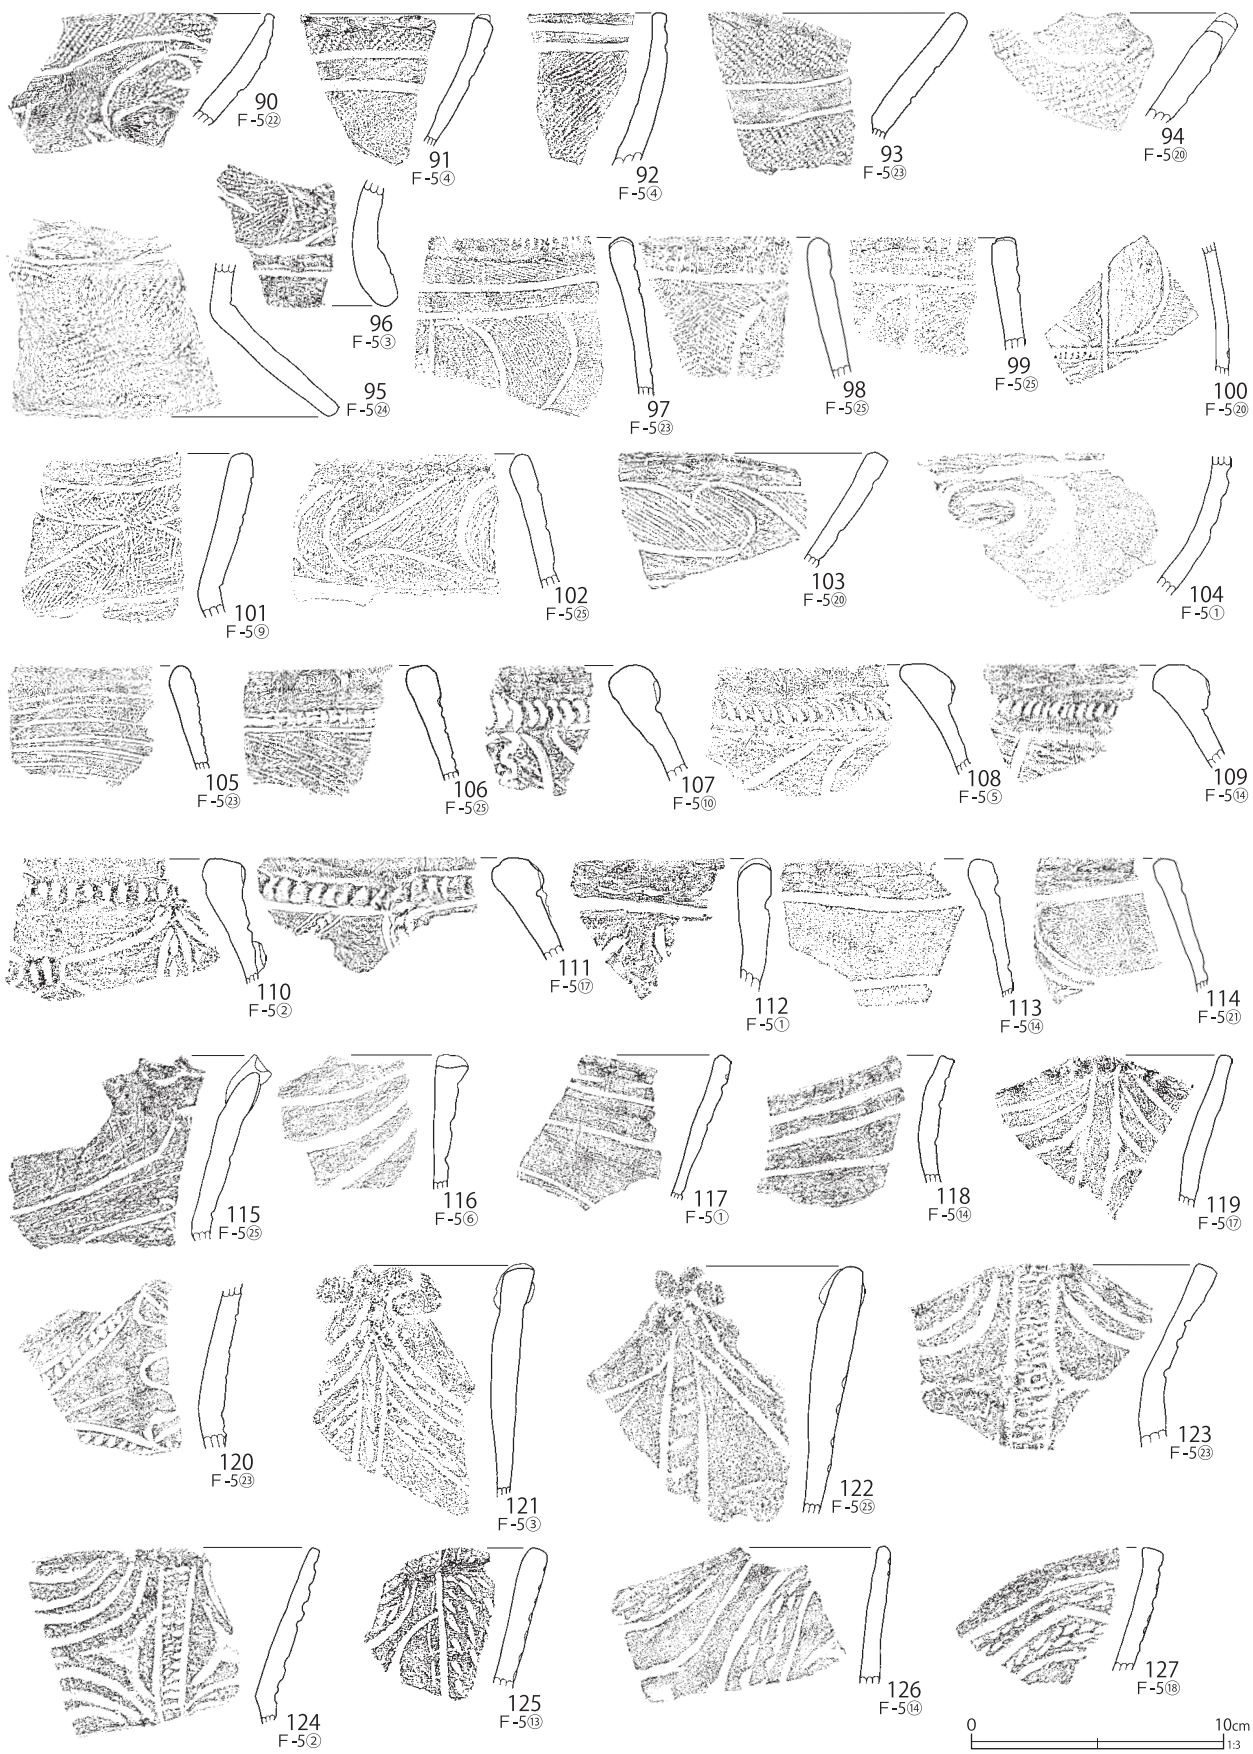 90
F-5㉒
91
F-5④
92
F-5④
93
F-5㉓
94
F-5⑳
95
F-5㉔
96
F-5③
97
F-5㉓
98
F-5㉕
99
F-5㉕
100
F-5⑳
101
F-5⑨
102
F-5㉕
103
F-5⑳
104
F-5①
105
F-5㉓
106
F-5㉕
107
F-5⑩
108
F-5⑤
109
F-5⑭
110
F-5②
111
F-5⑰
112
F-5①
113
F-5⑭
114
F-5㉑
115
F-5㉕
116
F-5⑥
117
F-5①
118
F-5⑭
119
F-5⑰
120
F-5㉓
121
F-5③
122
F-5㉕
123
F-5㉓
124
F-5②
125
F-5⑬
126
F-5⑭
127
F-5⑱
0 10cm
1:3